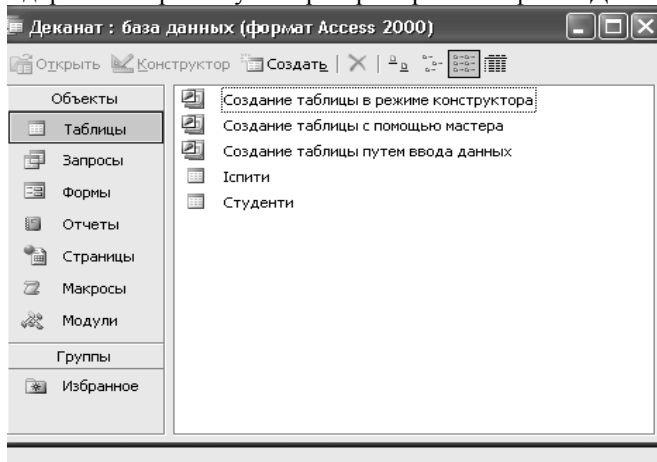 Деканат : база данных (формат Access 2000)
Открыть Конструктор Создать
Объекты
Таблицы
Запросы
Формы
Отчеты
Страницы
Макросы
Модули
Группы
Избранное
Создание таблицы в режиме конструктора
Создание таблицы с помощью мастера
Создание таблицы путем ввода данных
Іспити
Студенти